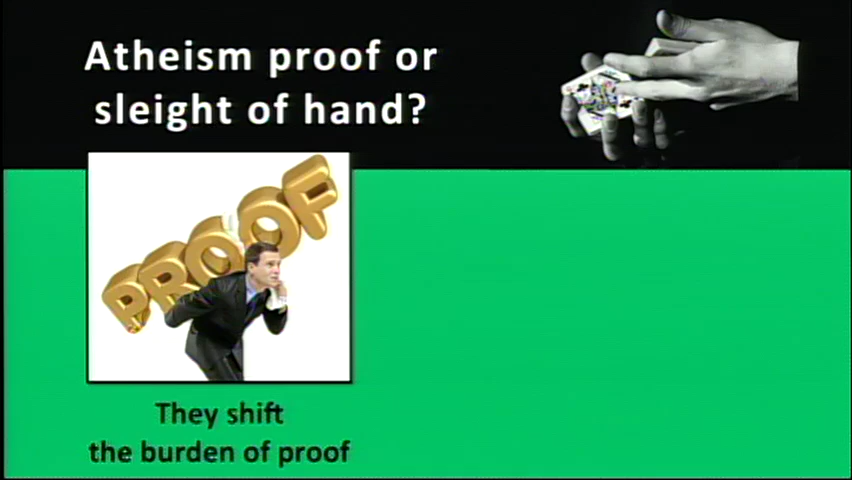 Atheism proof or
sleight of hand?
PROOF
They shift
the burden of proof